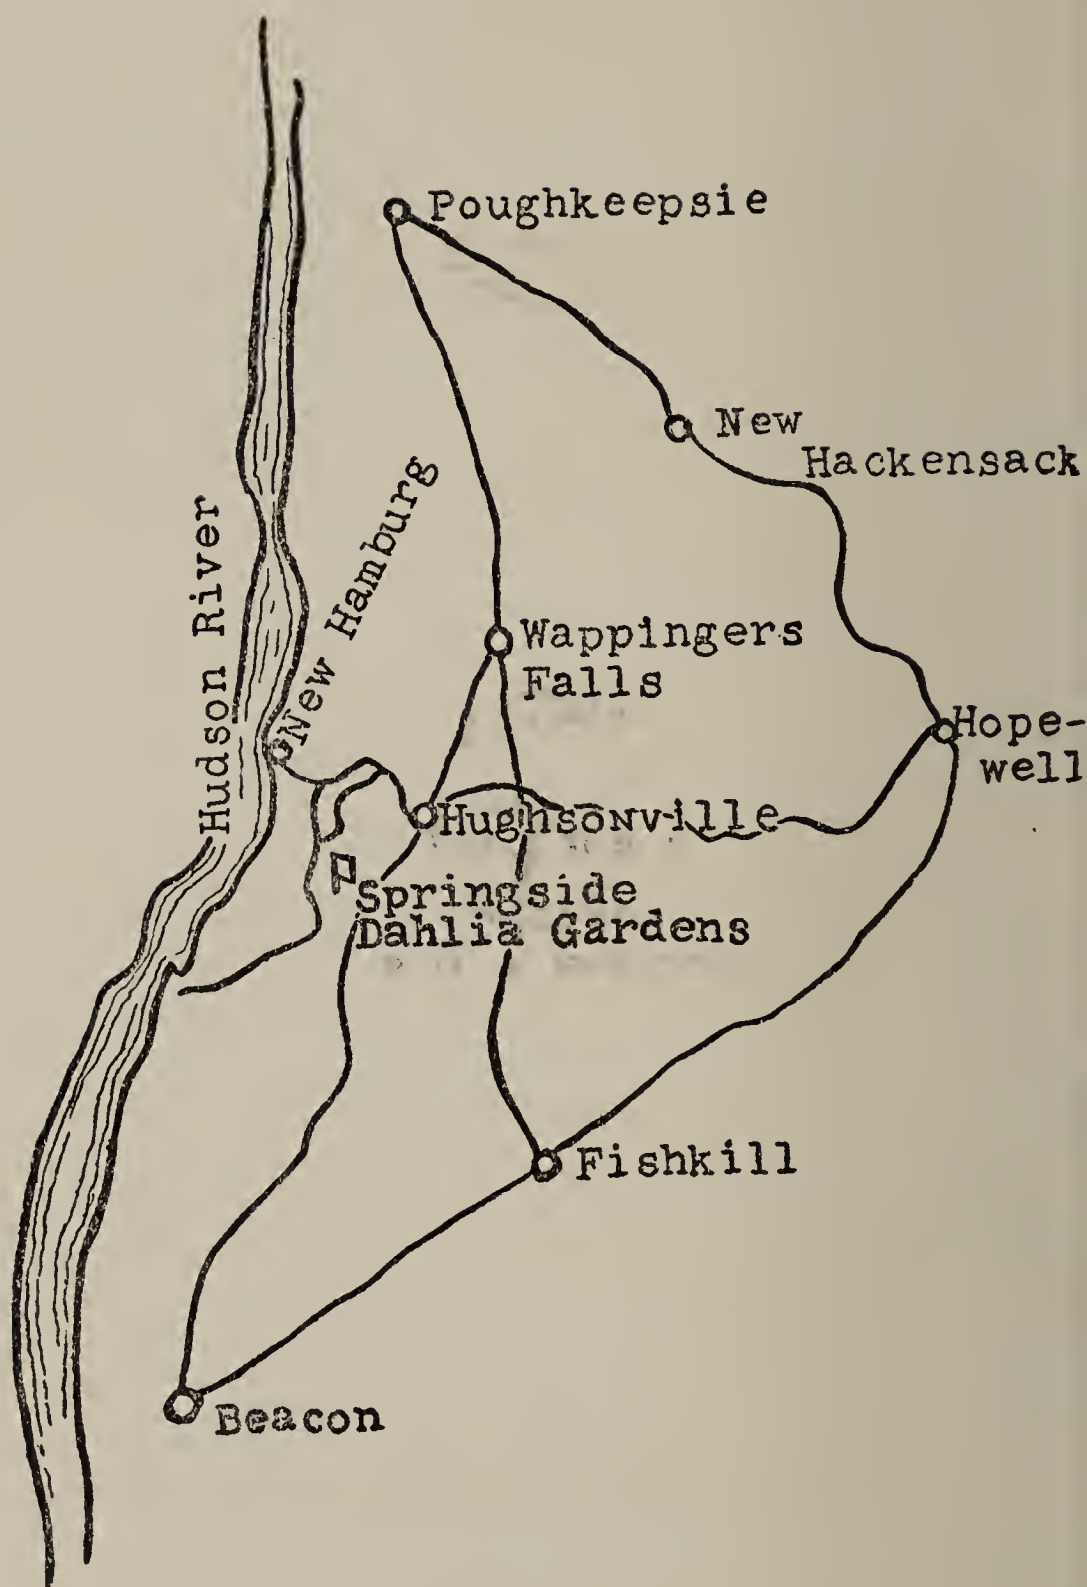 Poughkeepsie
New
Hackensack
New Hamburg
Hudson River
Wappingers
Falls
Hope-
well
Hughsonville
Springside
Dahlia Gardens
Fishkill
Beacon